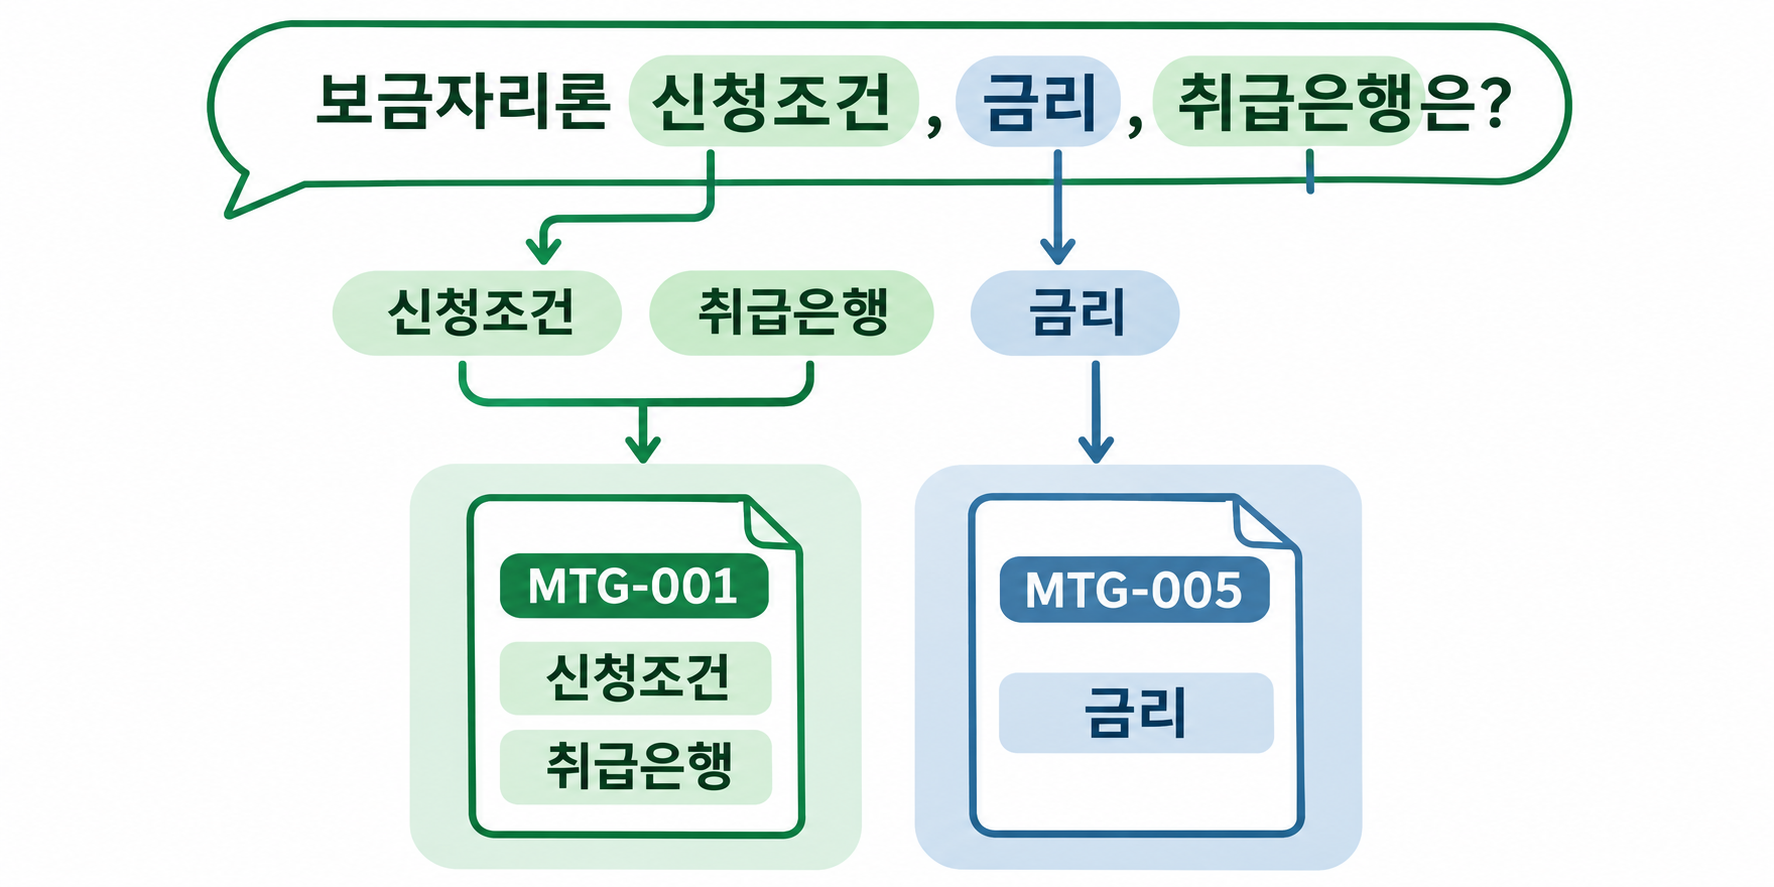 보금자리론 신청조건, 금리, 취급은행은?
신청조건 취급은행 금리
MTG-001
신청조건
취급은행
MTG-005
금리